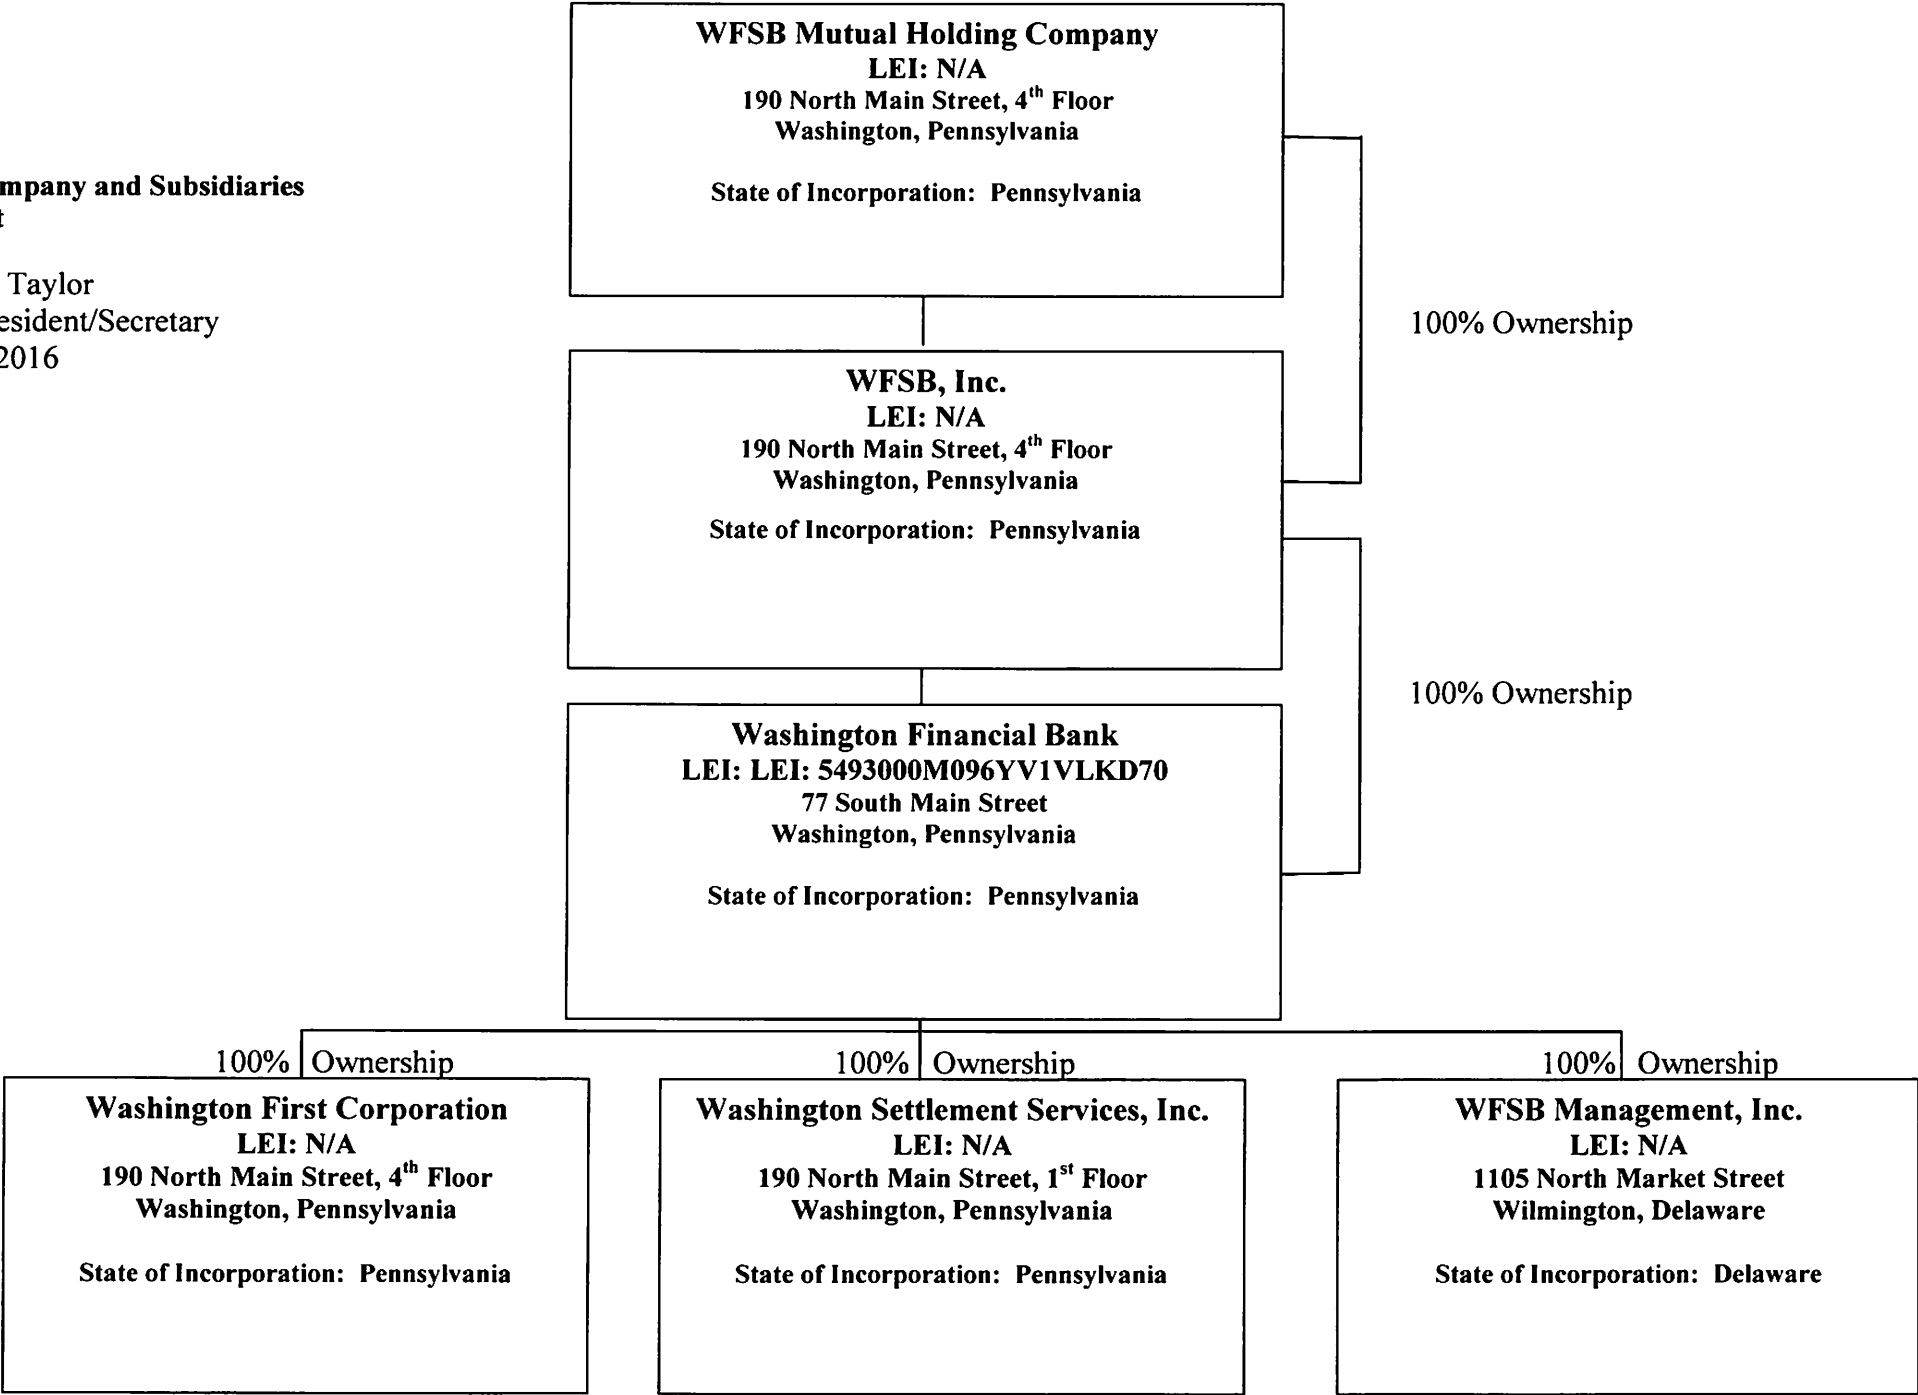 WFSB Mutual Holding Company
LEI: N/A
190 North Main Street, 4th Floor
Washington, Pennsylvania
State of Incorporation: Pennsylvania
mpany and Subsidiaries
t
Taylor
esident/Secretary
2016
100% Ownership
WFSB, Inc.
LEI: N/A
190 North Main Street, 4th Floor
Washington, Pennsylvania
State of Incorporation: Pennsylvania
100% Ownership
Washington Financial Bank
LEI: LEI: 5493000M096YV1VLKD70
77 South Main Street
Washington, Pennsylvania
State of Incorporation: Pennsylvania
100% Ownership
Washington First Corporation
LEI: N/A
190 North Main Street, 4th Floor
Washington, Pennsylvania
State of Incorporation: Pennsylvania
100% Ownership
Washington Settlement Services, Inc.
LEI: N/A
190 North Main Street, 1st Floor
Washington, Pennsylvania
State of Incorporation: Pennsylvania
100% Ownership
WFSB Management, Inc.
LEI: N/A
1105 North Market Street
Wilmington, Delaware
State of Incorporation: Delaware